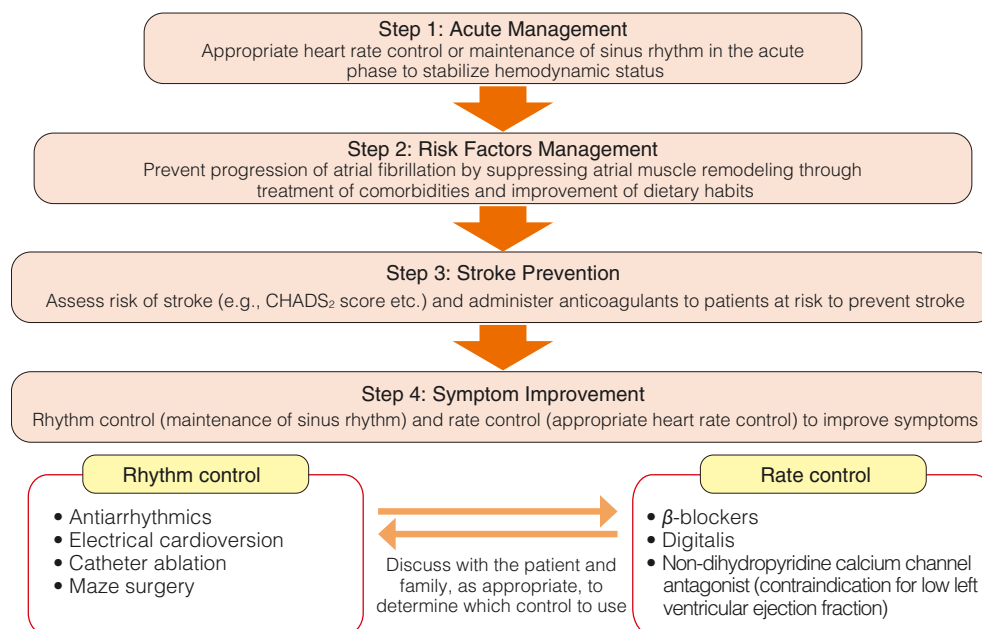 Step 1: Acute Management
Appropriate heart rate control or maintenance of sinus rhythm in the acute
phase to stabilize hemodynamic status
Step 2: Risk Factors Management
Prevent progression of atrial fibrillation by suppressing atrial muscle remodeling through
treatment of comorbidities and improvement of dietary habits
Step 3: Stroke Prevention
Assess risk of stroke (e.g., CHADS₂ score etc.) and administer anticoagulants to patients at risk to prevent stroke
Step 4: Symptom Improvement
Rhythm control (maintenance of sinus rhythm) and rate control (appropriate heart rate control) to improve symptoms
Rhythm control
• Antiarrhythmics
• Electrical cardioversion
• Catheter ablation
• Maze surgery
Discuss with the patient and
family, as appropriate, to
determine which control to use
Rate control
• β-blockers
• Digitalis
• Non-dihydropyridine calcium channel
antagonist (contraindication for low left
ventricular ejection fraction)